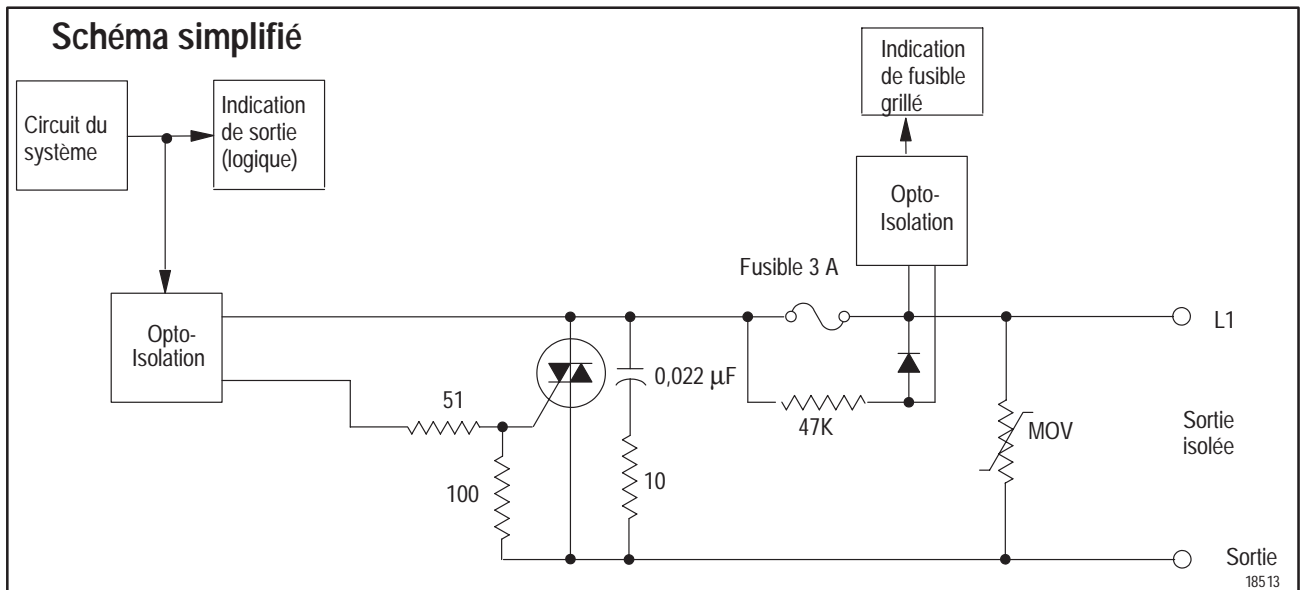 Schéma simplifié
Circuit du
système
Indication
de sortie
(logique)
Indication
de fusible
grillé
Opto-
Isolation
Fusible 3 A
Opto-
Isolation
L1
0,022 µF
51
47K
MOV
Sortie
isolée
100
10
Sortie
18513